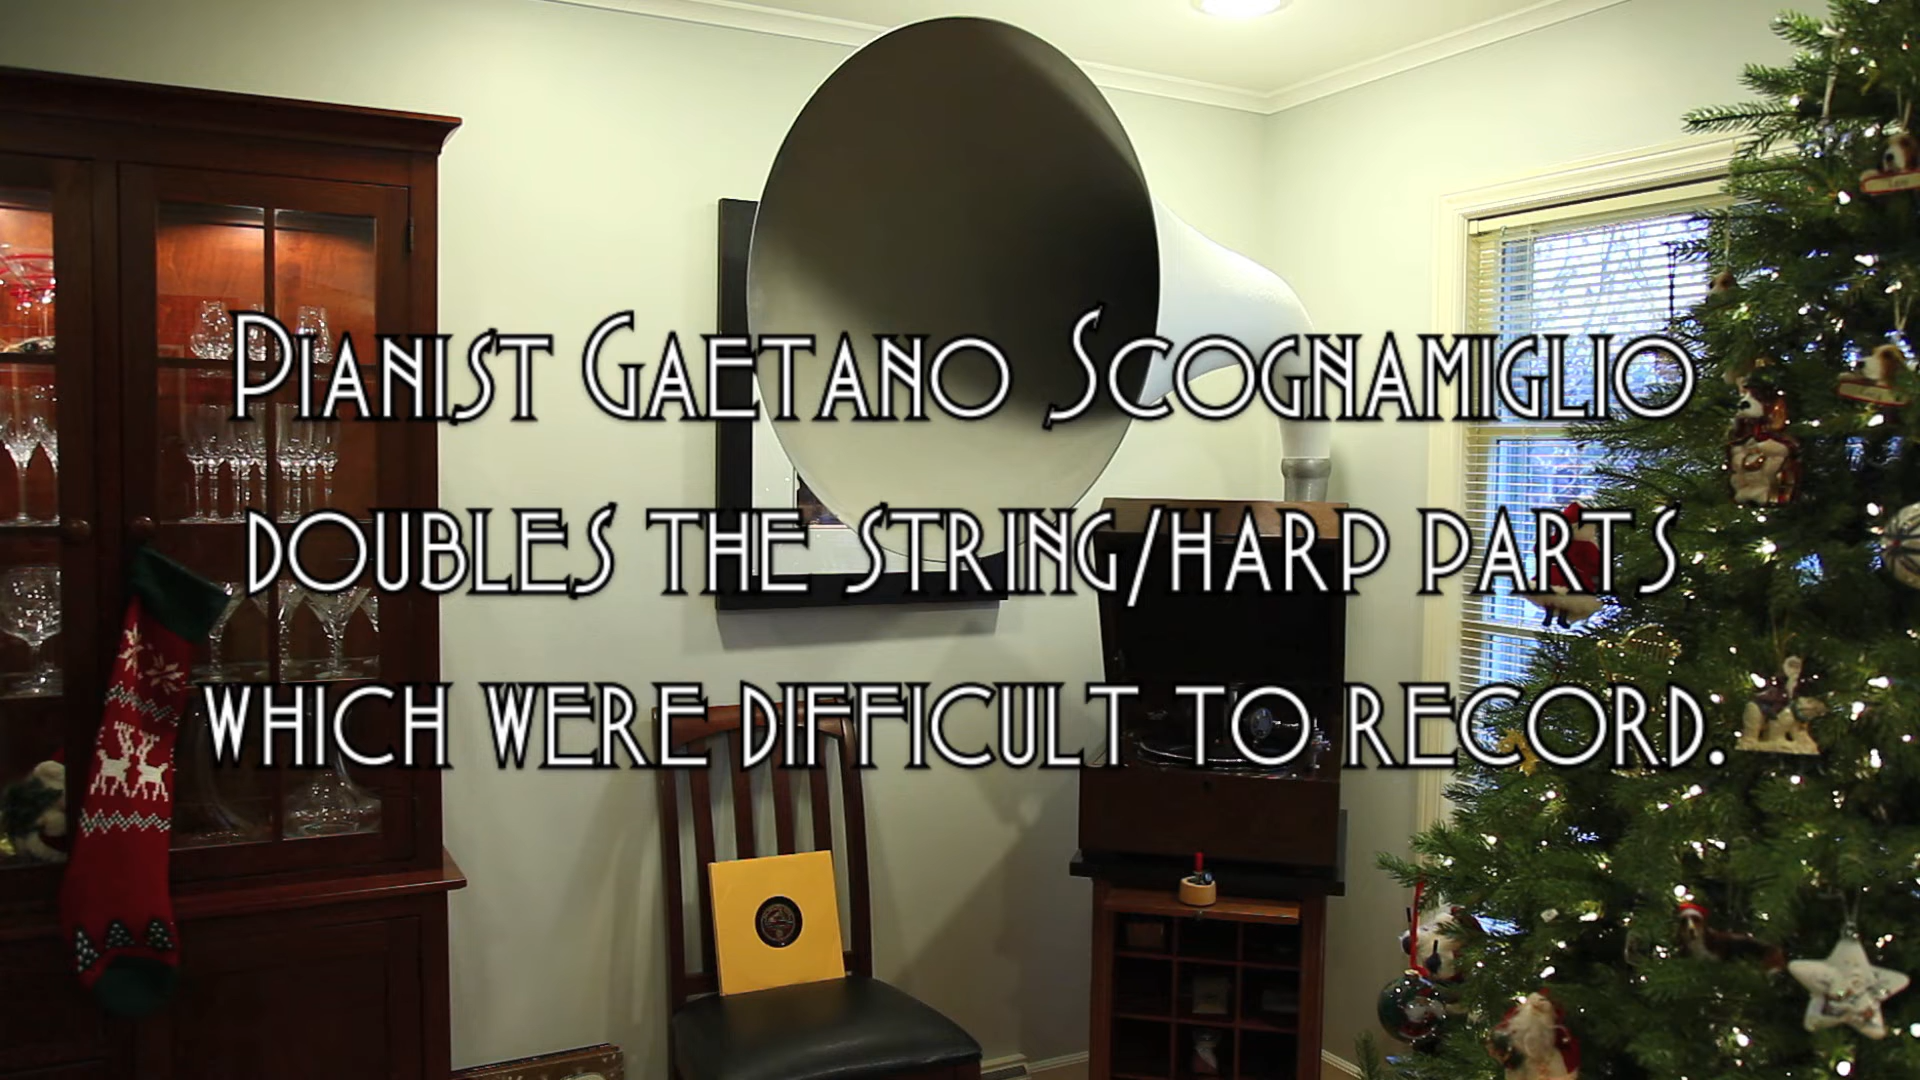 Pianist Gaetano Scognamiglio
doubles the string/harp parts
which were difficult to record.